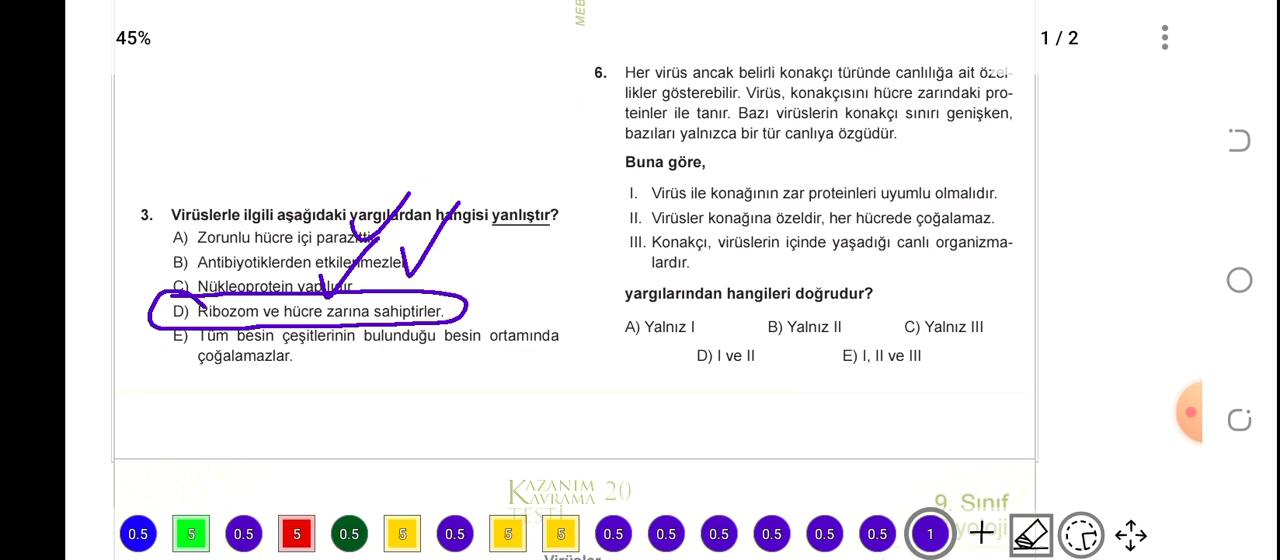 45%
1 / 2
MEB
3. Virüslerle ilgili aşağıdaki yargılardan hangisi yanlıştır?
A) Zorunlu hücre içi parazittir.
B) Antibiyotiklerden etkilenmezler.
C) Nükleoprotein yapılıdır.
D) Ribozom ve hücre zarına sahiptirler.
E) Tüm besin çeşitlerinin bulunduğu besin ortamında
çoğalamazlar.
6. Her virüs ancak belirli konakçı türünde canlılığa ait özel-
likler gösterebilir. Virüs, konakçısını hücre zarındaki pro-
teinler ile tanır. Bazı virüslerin konakçı sınırı genişken,
bazıları yalnızca bir tür canlıya özgüdür.
Buna göre,
I. Virüs ile konağının zar proteinleri uyumlu olmalıdır.
II. Virüsler konağına özeldir, her hücrede çoğalamaz.
III. Konakçı, virüslerin içinde yaşadığı canlı organizma-
lardır.
yargılarından hangileri doğrudur?
A) Yalnız I B) Yalnız II C) Yalnız III
D) I ve II E) I, II ve III
KAZANIM
KAVRAMA 20
TESTİ
9. Sınıf
0.5 5 0.5 5 0.5 5 0.5 5 5 0.5 0.5 0.5 0.5 0.5 0.5 1
Virüsler